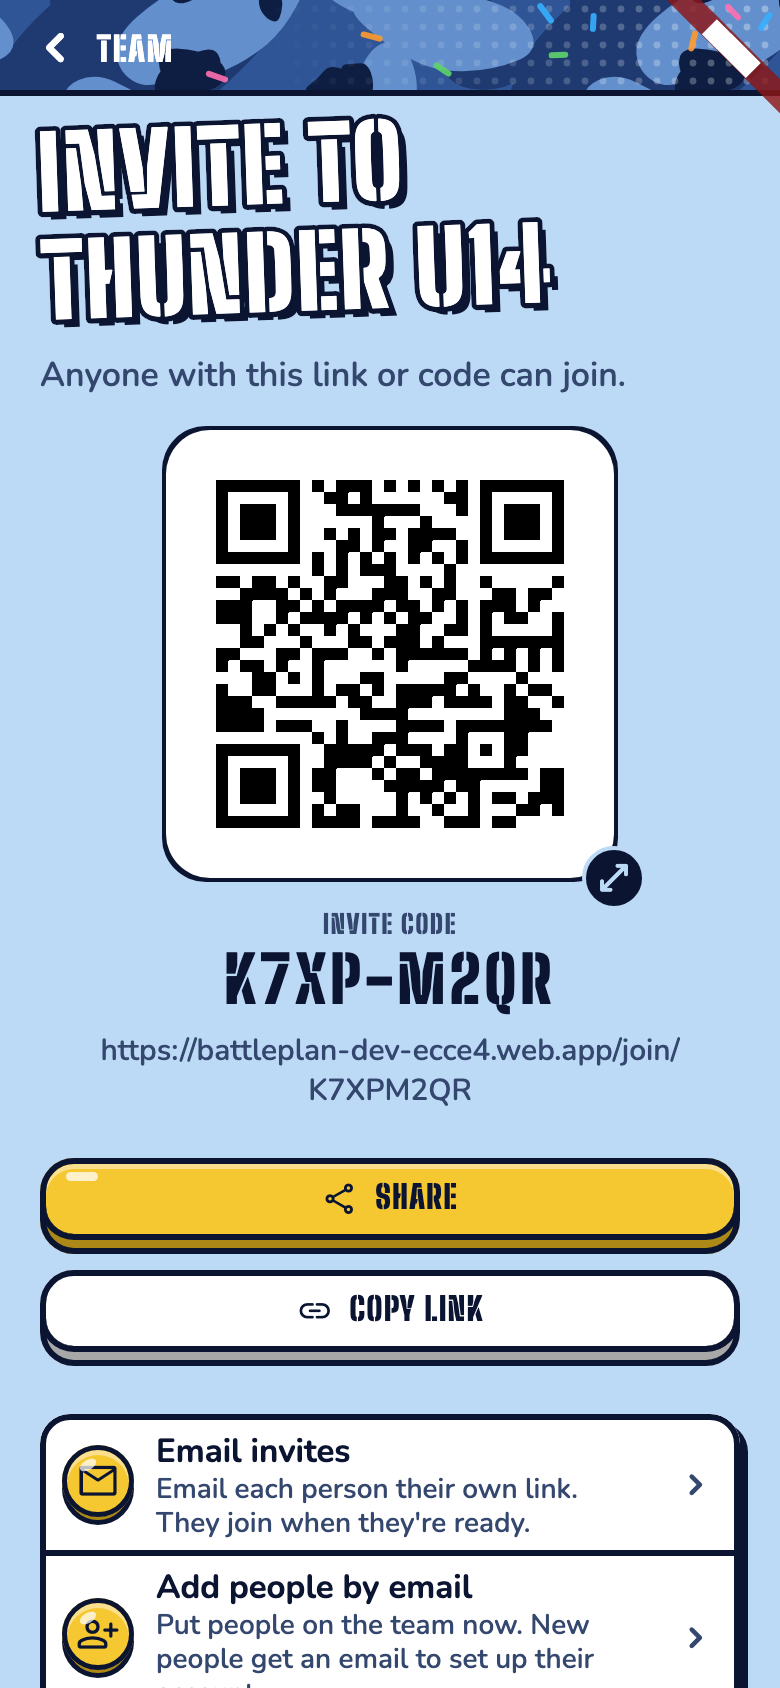 TEAM
INVITE TO
THUNDER U14
Anyone with this link or code can join.
INVITE CODE
K7XP-M2QR
https://battleplan-dev-ecce4.web.app/join/
K7XPM2QR
SHARE
COPY LINK
Email invites
Email each person their own link.
They join when they're ready.
Add people by email
Put people on the team now. New
people get an email to set up their